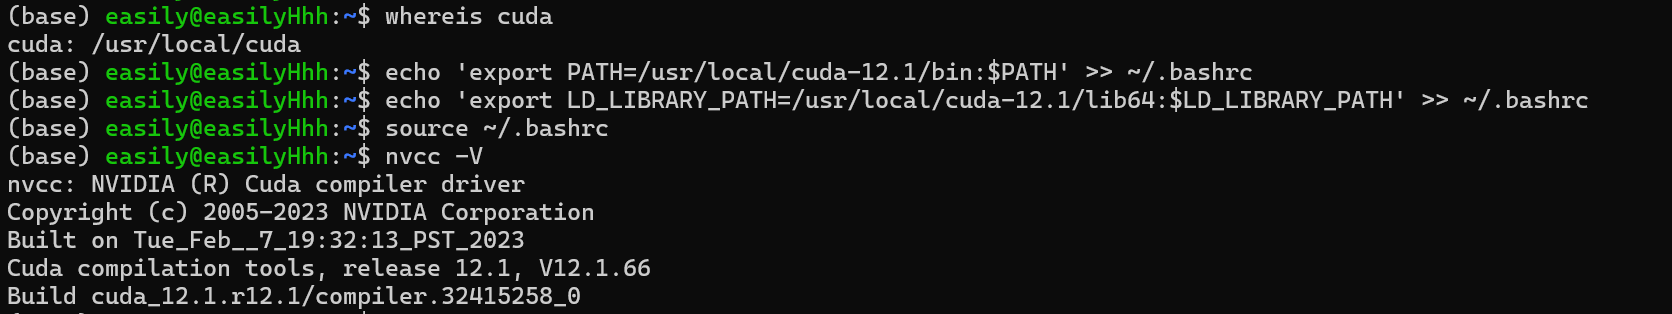 (base) easily@easilyHhh:~$ whereis cuda
cuda: /usr/local/cuda
(base) easily@easilyHhh:~$ echo 'export PATH=/usr/local/cuda-12.1/bin:$PATH' >> ~/.bashrc
(base) easily@easilyHhh:~$ echo 'export LD_LIBRARY_PATH=/usr/local/cuda-12.1/lib64:$LD_LIBRARY_PATH' >> ~/.bashrc
(base) easily@easilyHhh:~$ source ~/.bashrc
(base) easily@easilyHhh:~$ nvcc -V
nvcc: NVIDIA (R) Cuda compiler driver
Copyright (c) 2005-2023 NVIDIA Corporation
Built on Tue_Feb__7_19:32:13_PST_2023
Cuda compilation tools, release 12.1, V12.1.66
Build cuda_12.1.r12.1/compiler.32415258_0